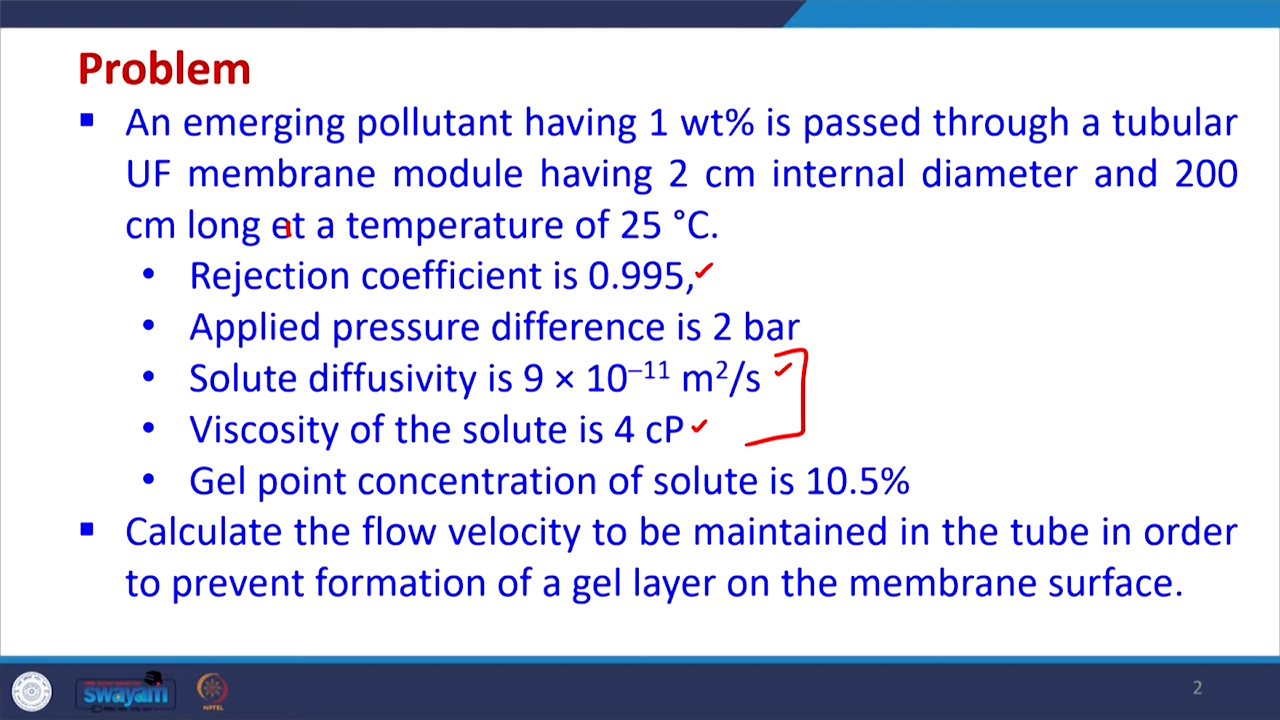 Problem
▪ An emerging pollutant having 1 wt% is passed through a tubular
UF membrane module having 2 cm internal diameter and 200
cm long at a temperature of 25 °C.
• Rejection coefficient is 0.995,
• Applied pressure difference is 2 bar
• Solute diffusivity is 9 × 10⁻¹¹ m²/s
• Viscosity of the solute is 4 cP
• Gel point concentration of solute is 10.5%
▪ Calculate the flow velocity to be maintained in the tube in order
to prevent formation of a gel layer on the membrane surface.
swayam
NPTEL
2